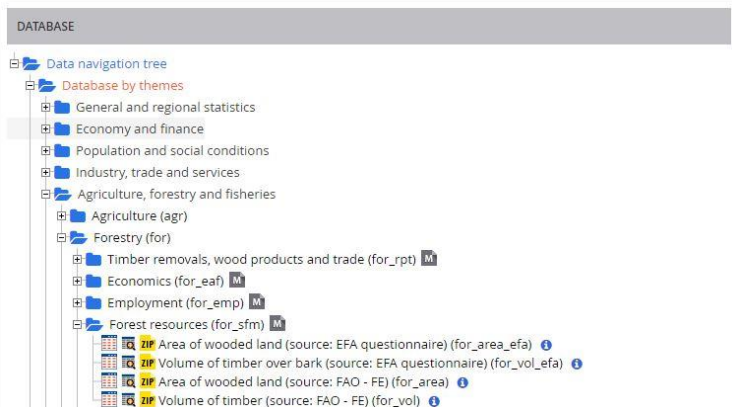 DATABASE
Data navigation tree
Database by themes
General and regional statistics
Economy and finance
Population and social conditions
Industry, trade and services
Agriculture, forestry and fisheries
Agriculture (agr)
Forestry (for)
Timber removals, wood products and trade (for_rpt) M
Economics (for_eaf) M
Employment (for_emp) M
Forest resources (for_sfm) M
ZIP Area of wooded land (source: EFA questionnaire) (for_area_efa) i
ZIP Volume of timber over bark (source: EFA questionnaire) (for_vol_efa) i
ZIP Area of wooded land (source: FAO - FE) (for_area) i
ZIP Volume of timber (source: FAO - FE) (for_vol) i